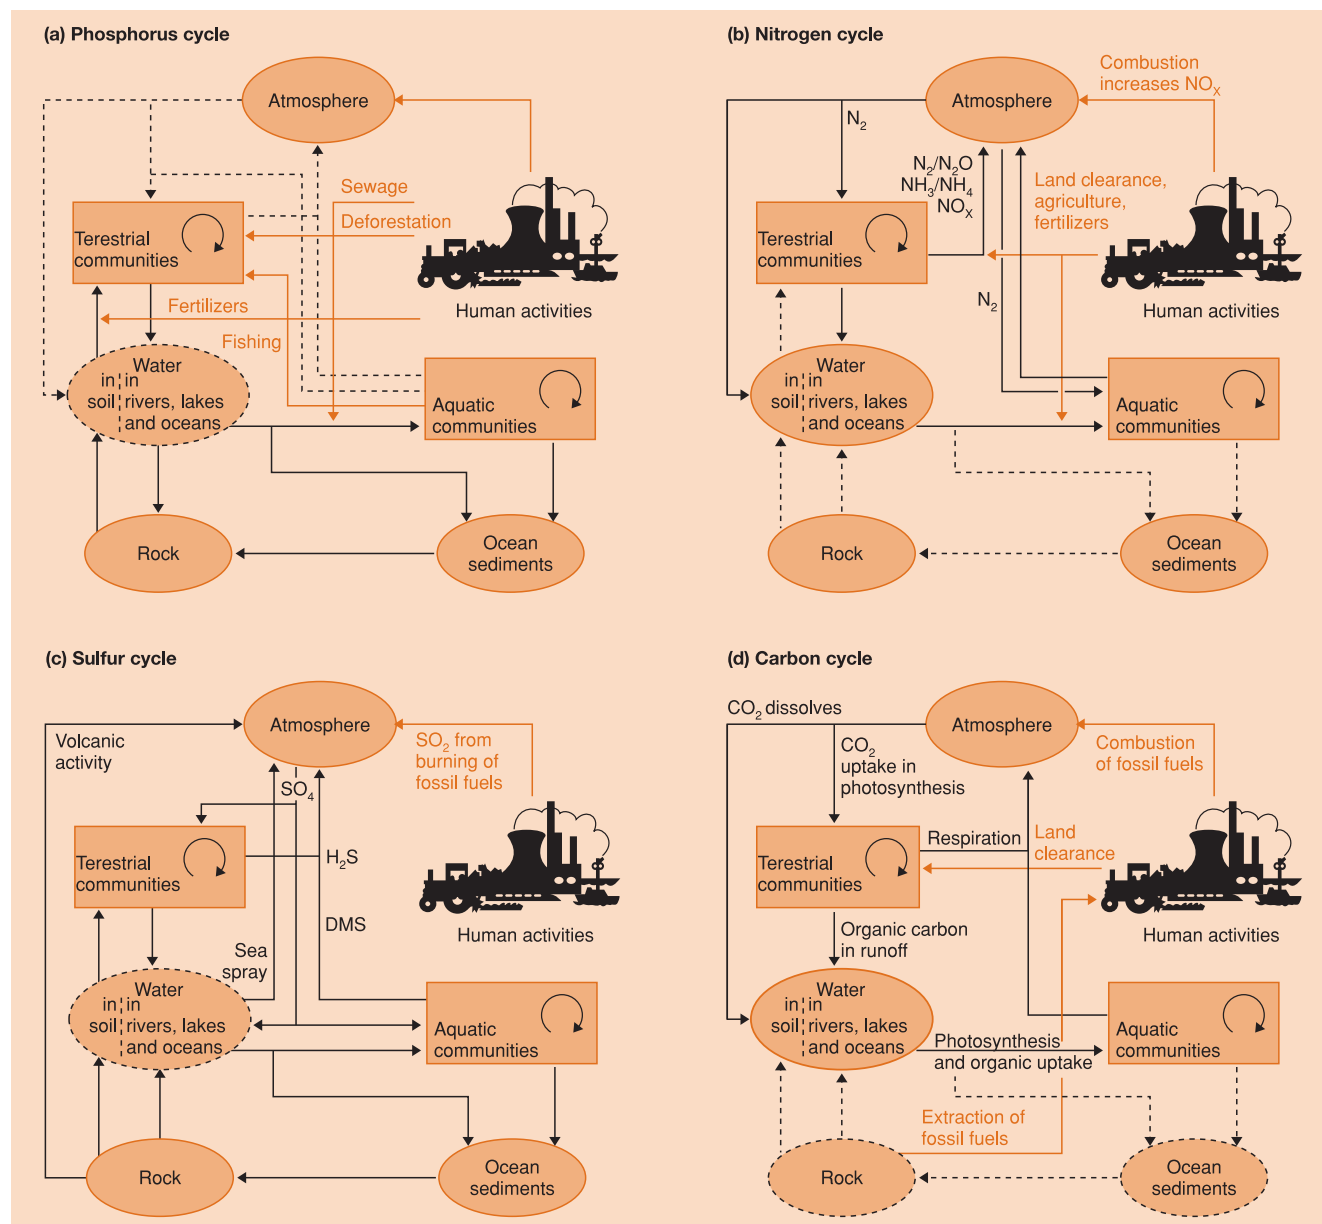 (a) Phosphorus cycle
Atmosphere
Sewage
Deforestation
Terestrial
communities
Human activities
Fertilizers
Fishing
Water
in in
soil rivers, lakes
and oceans
Aquatic
communities
Rock
Ocean
sediments
(b) Nitrogen cycle
Combustion
increases NOX
Atmosphere
N2
N2/N2O
NH3/NH4
NOX
Land clearance,
agriculture,
fertilizers
Terestrial
communities
N2
Human activities
Water
in in
soil rivers, lakes
and oceans
Aquatic
communities
Rock
Ocean
sediments
(c) Sulfur cycle
Atmosphere
Volcanic
activity
SO2 from
burning of
fossil fuels
SO4
Terestrial
communities
H2S
DMS
Human activities
Sea
spray
Water
in in
soil rivers, lakes
and oceans
Aquatic
communities
Rock
Ocean
sediments
(d) Carbon cycle
CO2 dissolves
Atmosphere
CO2
uptake in
photosynthesis
Combustion
of fossil fuels
Respiration
Land
clearance
Terestrial
communities
Organic carbon
in runoff
Human activities
Water
in in
soil rivers, lakes
and oceans
Photosynthesis
and organic uptake
Aquatic
communities
Extraction of
fossil fuels
Rock
Ocean
sediments